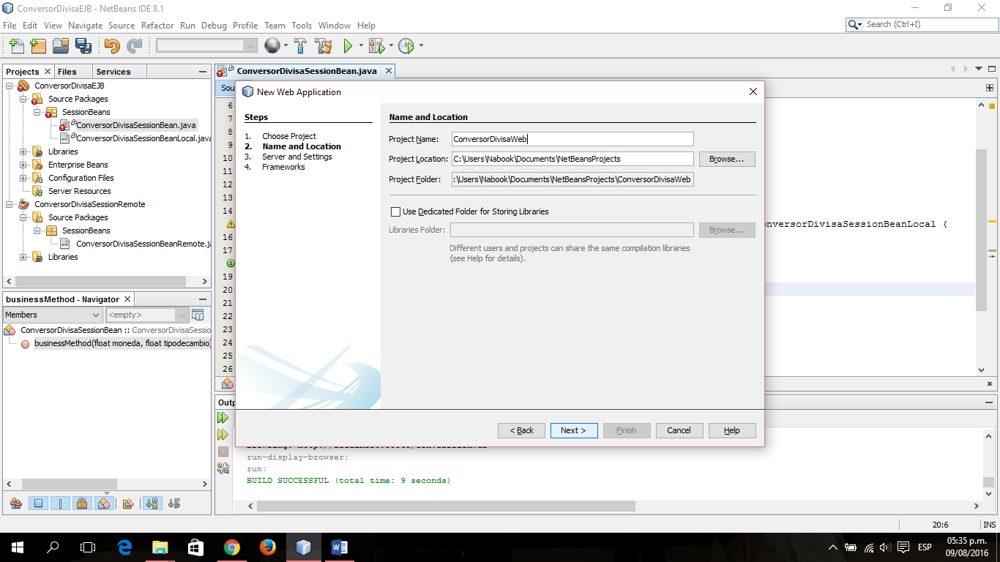 ConversorDivisaEJB - NetBeans IDE 8.1
File Edit View Navigate Source Refactor Run Debug Profile Team Tools Window Help
Search (Ctrl+I)
Projects Files Services
ConversorDivisaEJB
Source Packages
SessionBeans
ConversorDivisaSessionBean.java
ConversorDivisaSessionBeanLocal.java
Libraries
Enterprise Beans
Configuration Files
Server Resources
ConversorDivisaSessionRemote
Source Packages
SessionBeans
ConversorDivisaSessionBeanRemote.ja
Libraries
businessMethod - Navigator
Members
<empty>
ConversorDivisaSessionBean :: ConversorDivisaSessio
businessMethod(float moneda, float tipodecambio)
ConversorDivisaSessionBean.java
Sou
6
7
8
9
10
11
12
13
14
16
17
19
20
21
22
23
24
25
26
onversorDivisaSessionBeanLocal {
New Web Application
Steps
1. Choose Project
2. Name and Location
3. Server and Settings
4. Frameworks
Name and Location
Project Name: ConversorDivisaWeb
Project Location: C:\Users\Nabook\Documents\NetBeansProjects Browse...
Project Folder: :\Users\Nabook\Documents\NetBeansProjects\ConversorDivisaWeb
Use Dedicated Folder for Storing Libraries
Libraries Folder: Browse...
Different users and projects can share the same compilation libraries
(see Help for details).
< Back Next > Finish Cancel Help
Outp
run-display-browser:
run:
BUILD SUCCESSFUL (total time: 9 seconds)
20:6 INS
ESP
05:35 p.m.
09/08/2016